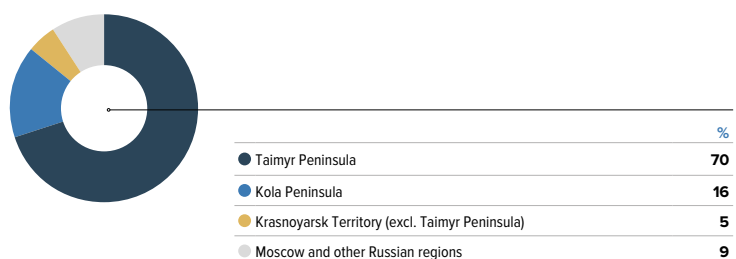 %
Taimyr Peninsula 70
Kola Peninsula 16
Krasnoyarsk Territory (excl. Taimyr Peninsula) 5
Moscow and other Russian regions 9